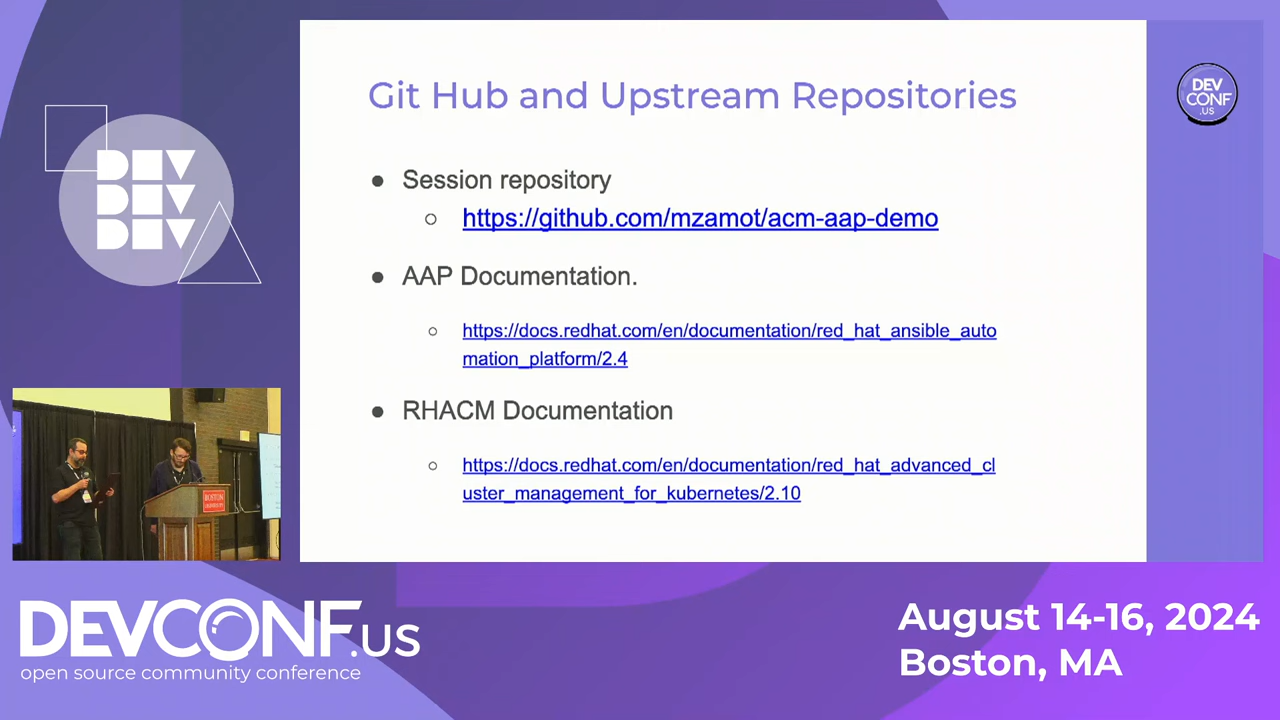 Git Hub and Upstream Repositories
DEV
CONF
.US
● Session repository
○ https://github.com/mzamot/acm-aap-demo
● AAP Documentation.
○ https://docs.redhat.com/en/documentation/red_hat_ansible_auto
mation_platform/2.4
● RHACM Documentation
○ https://docs.redhat.com/en/documentation/red_hat_advanced_cl
uster_management_for_kubernetes/2.10
DEV
DEV
DEV
BOSTON
DEVCONF.US
open source community conference
August 14-16, 2024
Boston, MA